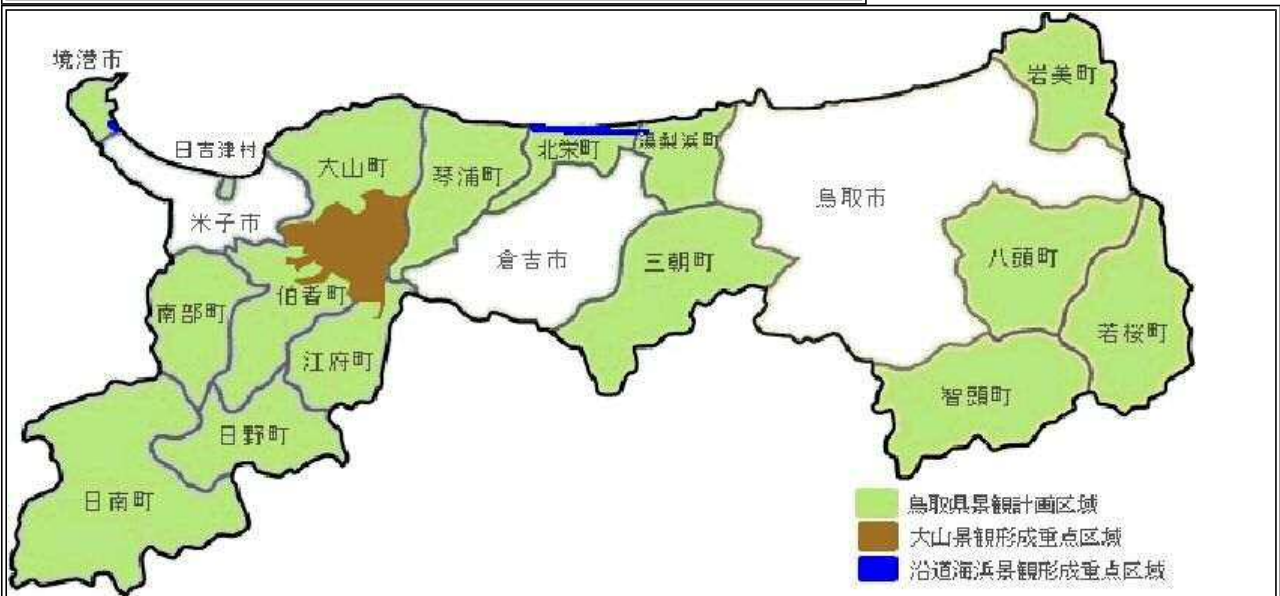 境港市
岩美町
日吉津村
大山町
琴浦町
北栄町
湯梨浜町
米子市
鳥取市
倉吉市
三朝町
八頭町
南部町
伯耆町
江府町
若桜町
智頭町
日野町
日南町
鳥取県景観計画区域
大山景観形成重点区域
沿道海浜景観形成重点区域